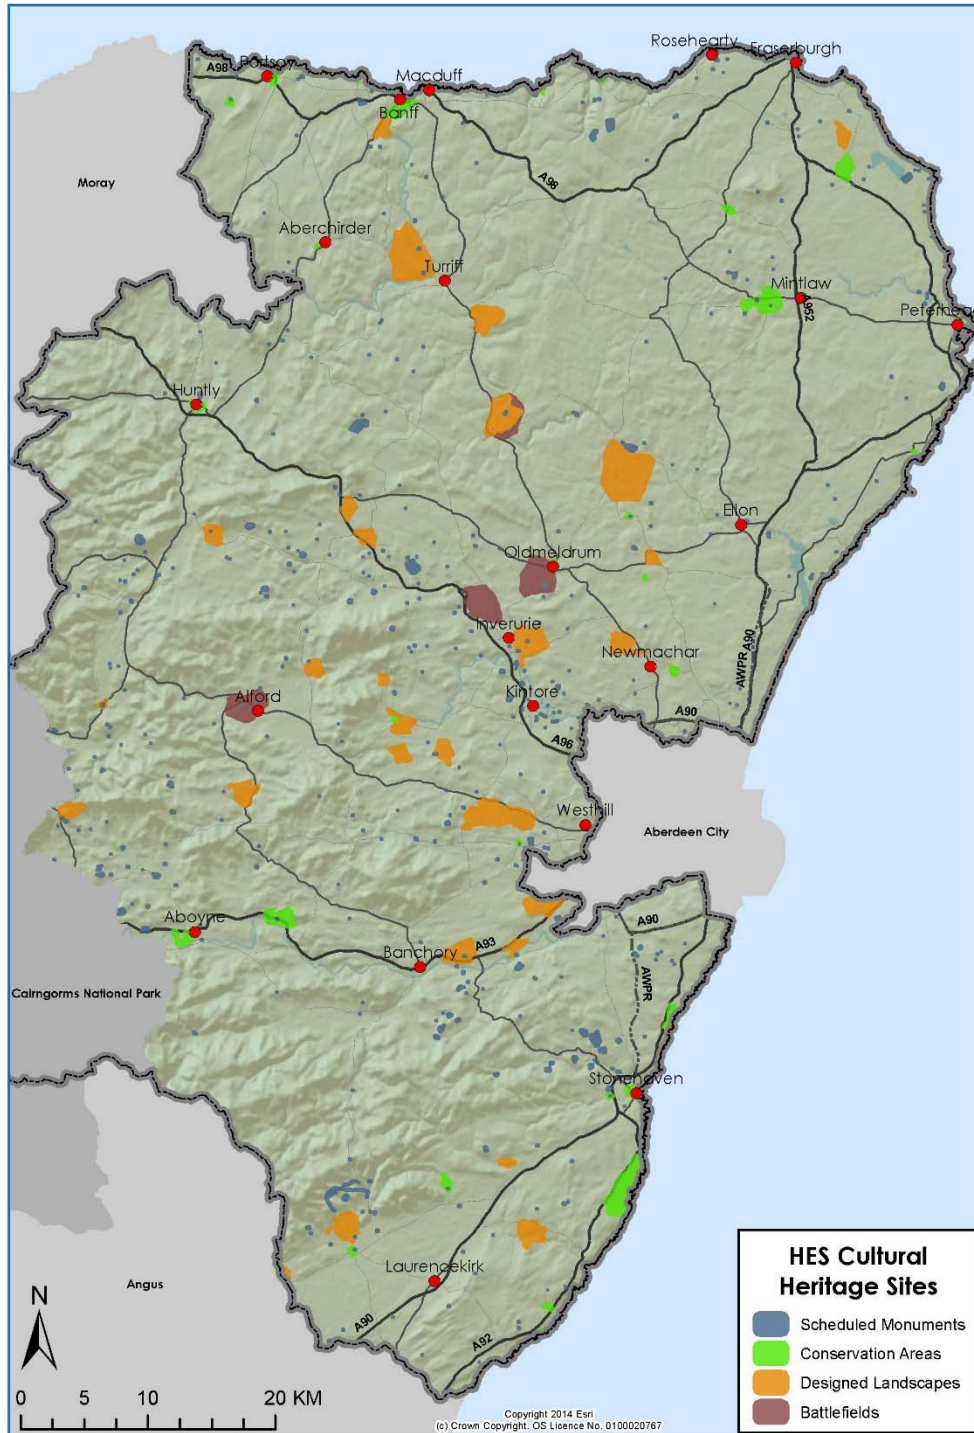 Rosehearty
Fraserburgh
Portsoy
Macduff
A98
Banff
Moray
A98
Aberchirder
Turriff
Mintlaw
A952
Peterhead
Huntly
Ellon
Oldmeldrum
Inverurie
Newmachar
AWPR
A90
Alford
Kintore
A90
A96
Westhill
Aberdeen City
Aboyne
A90
A93
Banchory
AWPR
Cairngorms National Park
Stonehaven
Laurencekirk
Angus
A90
A92
N
0 5 10 20 KM
HES Cultural
Heritage Sites
Scheduled Monuments
Conservation Areas
Designed Landscapes
Battlefields
Copyright 2014 Esri
(c) Crown Copyright. OS Licence No. 0100020767